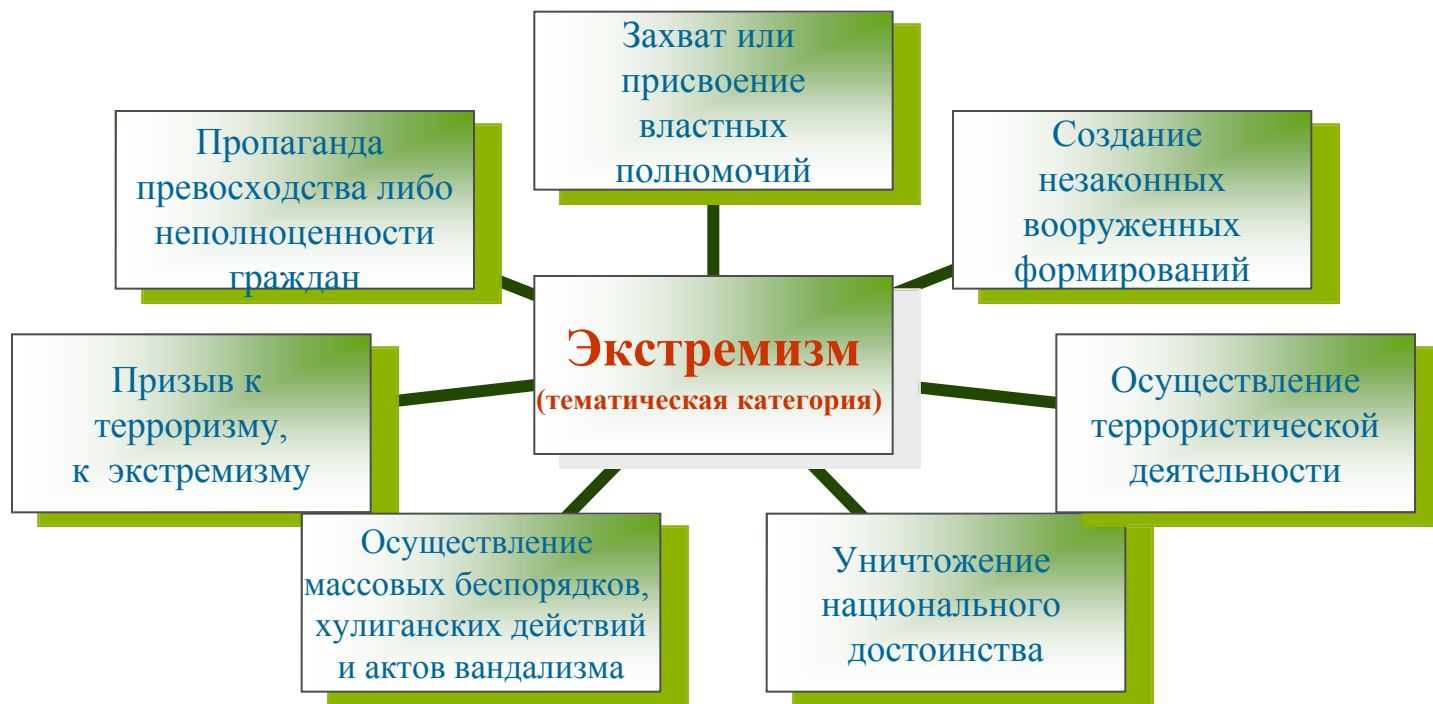 Захват или
присвоение
властных
полномочий
Пропаганда
превосходства либо
неполноценности
граждан
Создание
незаконных
вооруженных
формирований
Экстремизм
(тематическая категория)
Призыв к
терроризму,
к экстремизму
Осуществление
террористической
деятельности
Осуществление
массовых беспорядков,
хулиганских действий
и актов вандализма
Уничтожение
национального
достоинства